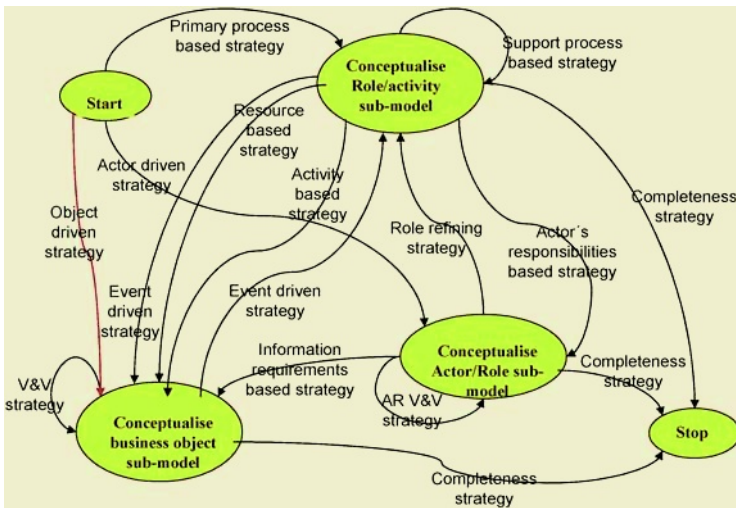 Primary process
based strategy
Support process
based strategy
Conceptualise
Role/activity
sub-model
Start
Resource
based
strategy
Actor driven
strategy
Activity
based
strategy
Completeness
strategy
Object
driven
strategy
Role refining
strategy
Actor´s
responsibilities
based strategy
Event
driven
strategy
Event driven
strategy
Information
requirements
based strategy
Conceptualise
Actor/Role sub-
model
Completeness
strategy
V&V
strategy
AR V&V
strategy
Conceptualise
business object
sub-model
Stop
Completeness
strategy